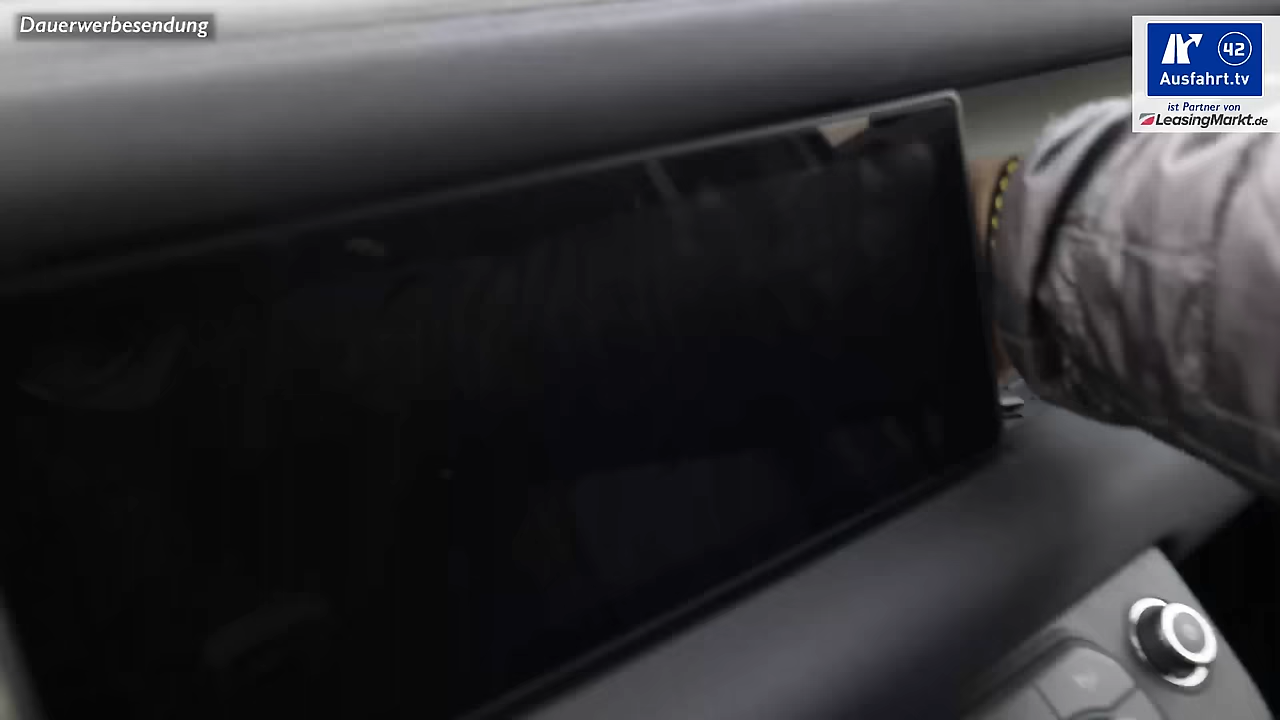 Dauerwerbesendung
42
Ausfahrt.tv
ist Partner von
LeasingMarkt.de